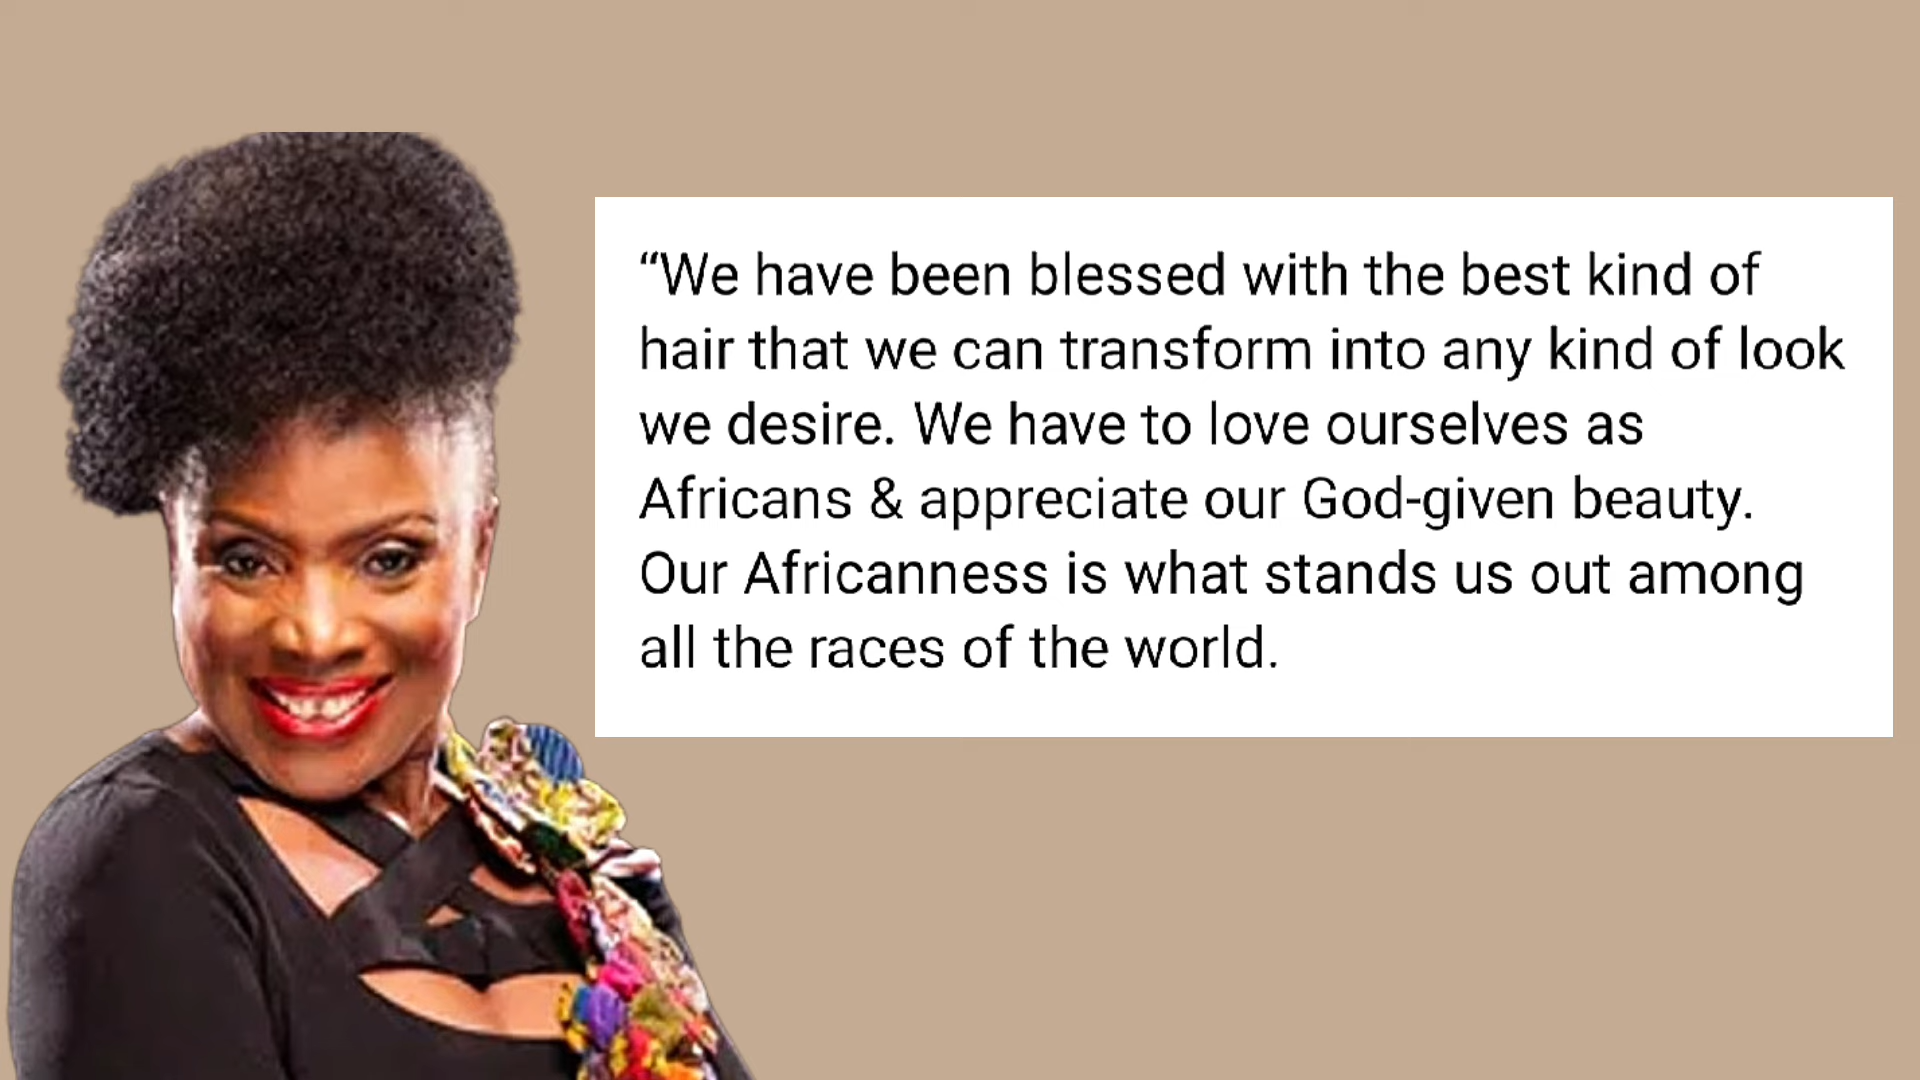 “We have been blessed with the best kind of
hair that we can transform into any kind of look
we desire. We have to love ourselves as
Africans & appreciate our God-given beauty.
Our Africanness is what stands us out among
all the races of the world.